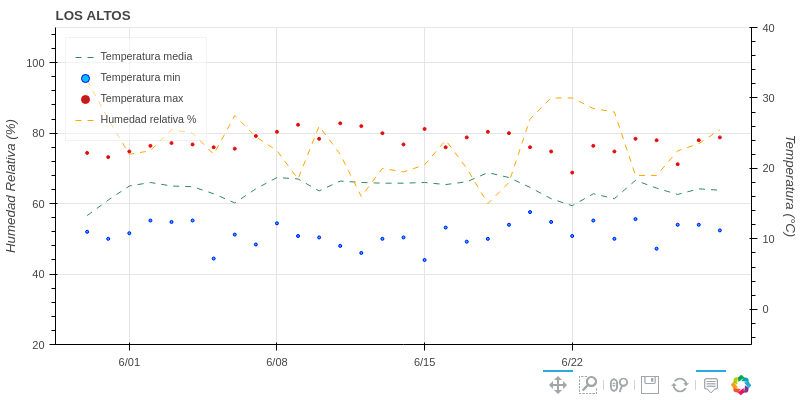 LOS ALTOS
Temperatura media
Temperatura min
Temperatura max
Humedad relativa %
Humedad Relativa (%)
100
80
60
40
20
40
30
20
10
0
Temperatura (°C)
6/01
6/08
6/15
6/22